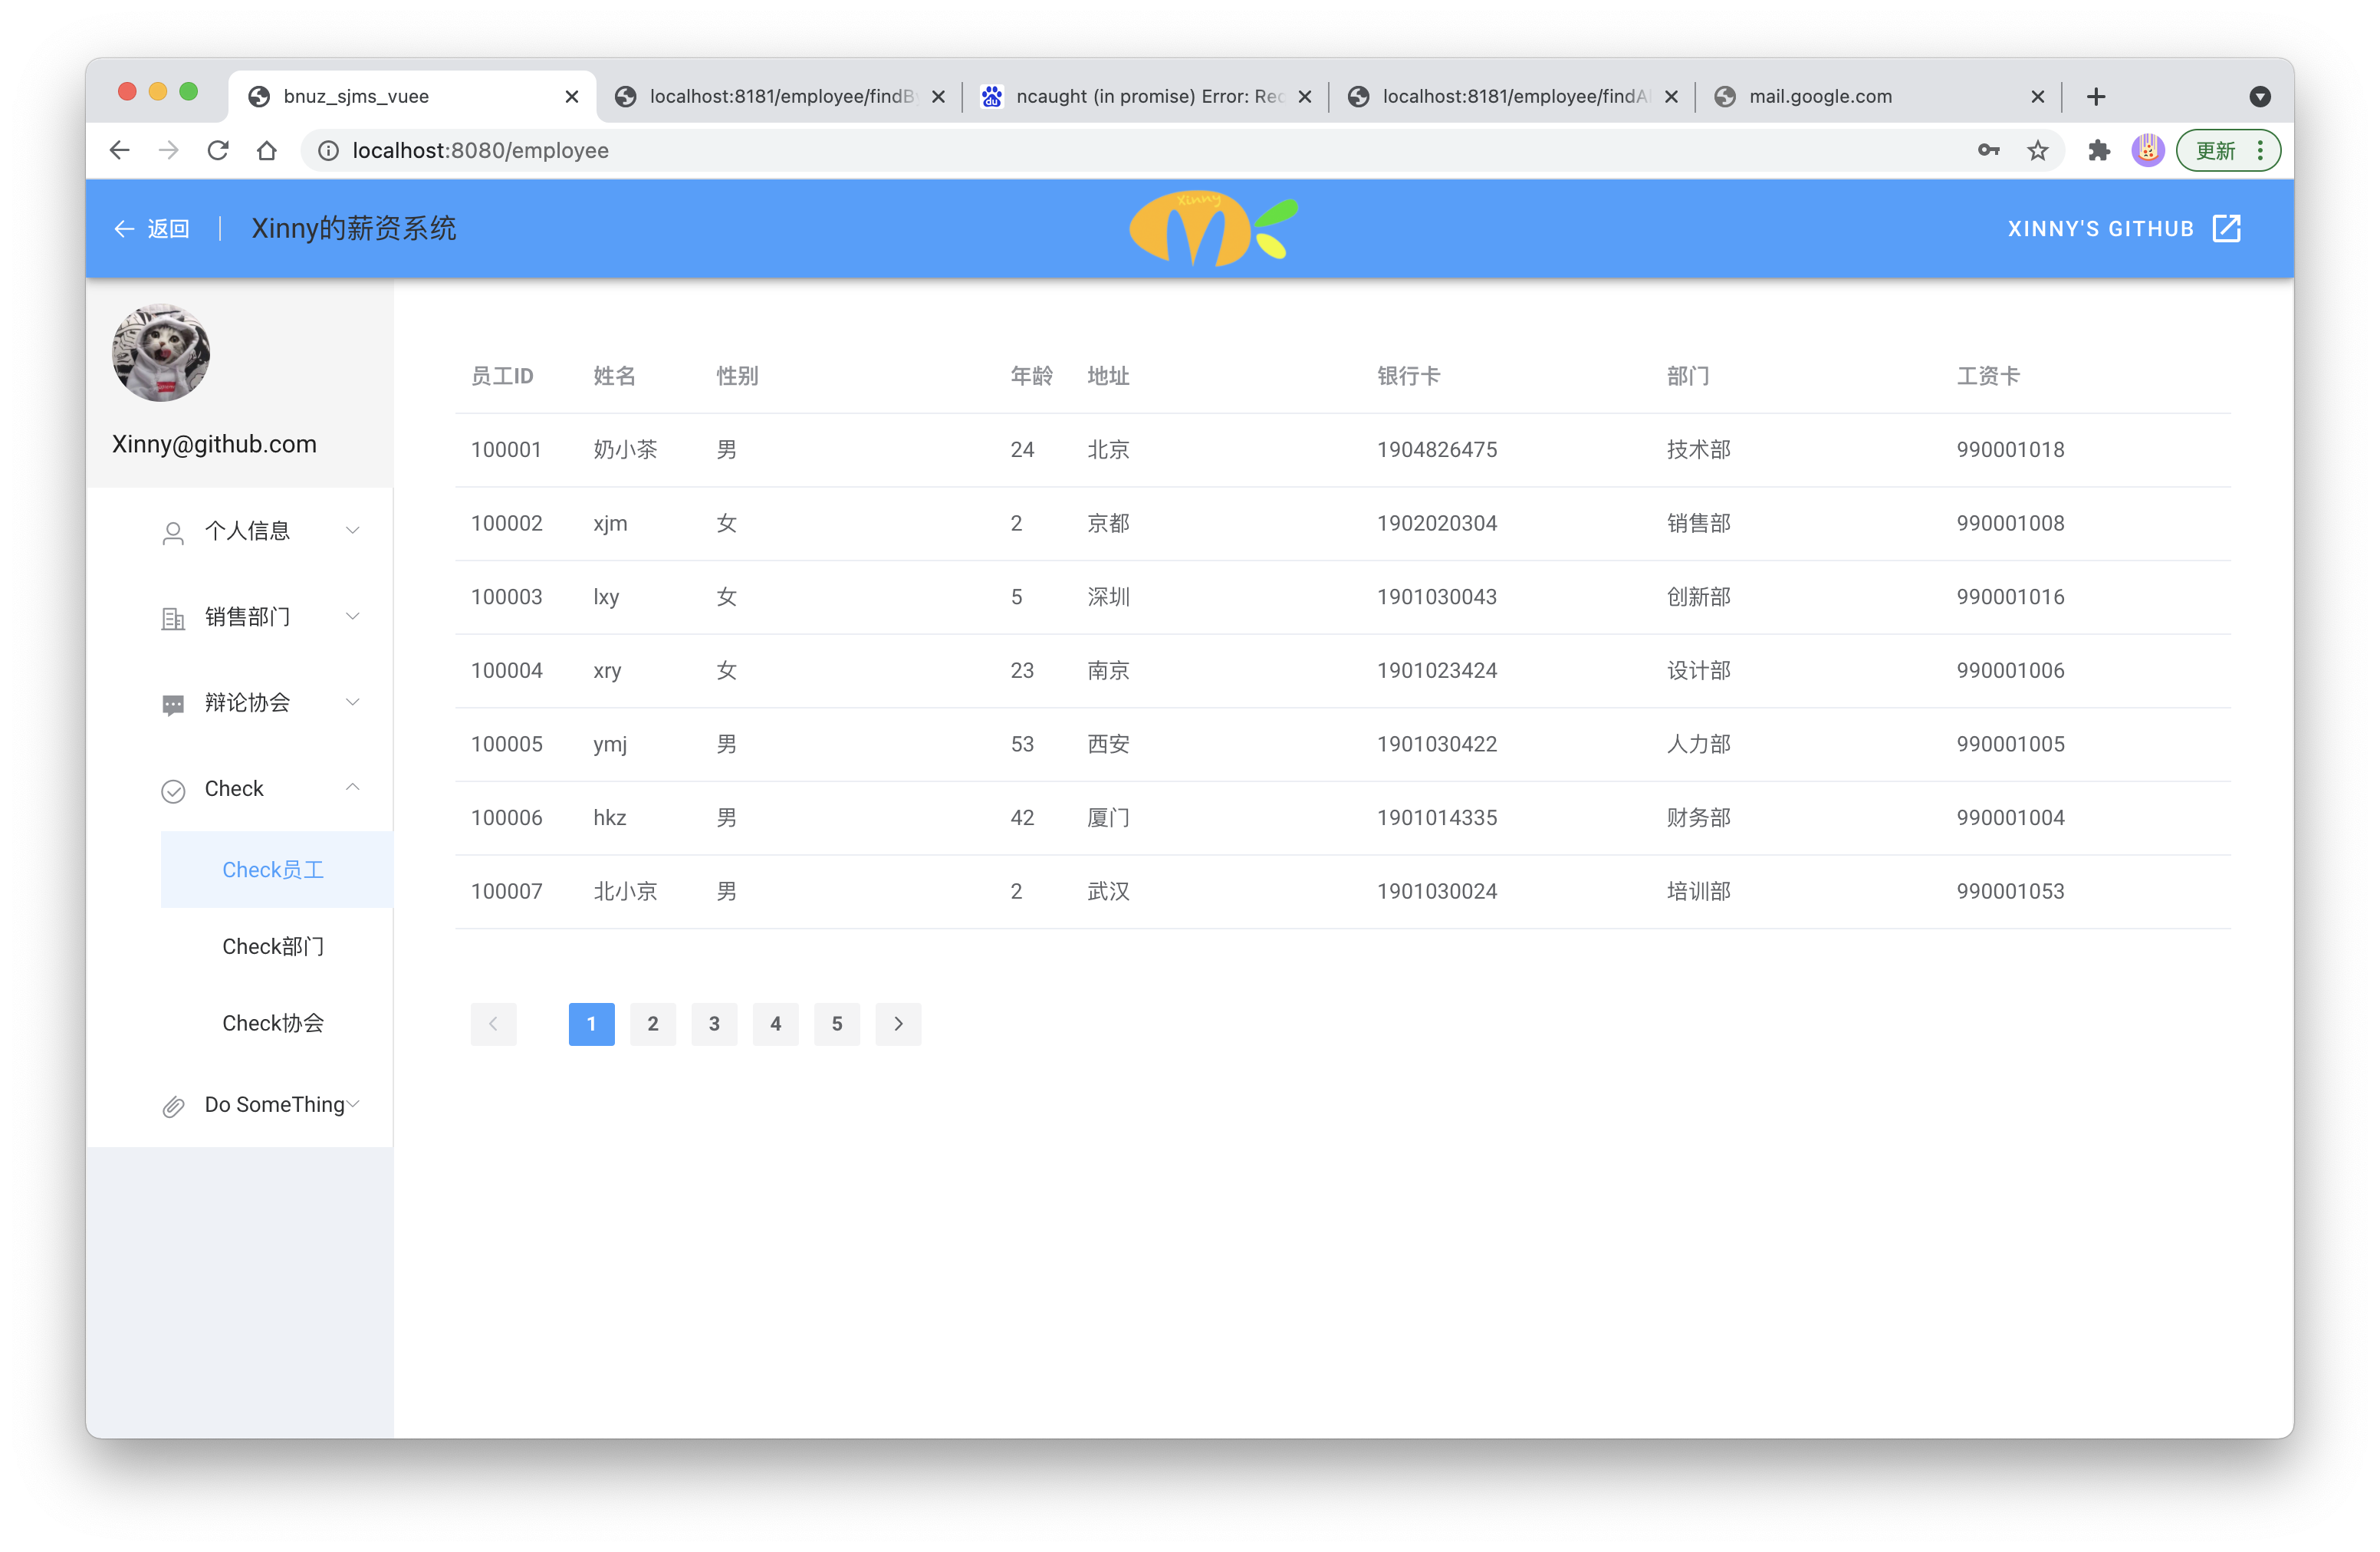 bnuz_sjms_vuee
localhost:8181/employee/findBy
ncaught (in promise) Error: Rec
localhost:8181/employee/findAl
mail.google.com
localhost:8080/employee
更新
返回
Xinny的薪资系统
xinny
XINNY'S GITHUB
Xinny@github.com
个人信息
销售部门
辩论协会
Check
Check员工
Check部门
Check协会
Do SomeThing
员工ID 姓名 性别 年龄 地址 银行卡 部门 工资卡
100001 奶小茶 男 24 北京 1904826475 技术部 990001018
100002 xjm 女 2 京都 1902020304 销售部 990001008
100003 lxy 女 5 深圳 1901030043 创新部 990001016
100004 xry 女 23 南京 1901023424 设计部 990001006
100005 ymj 男 53 西安 1901030422 人力部 990001005
100006 hkz 男 42 厦门 1901014335 财务部 990001004
100007 北小京 男 2 武汉 1901030024 培训部 990001053
1 2 3 4 5